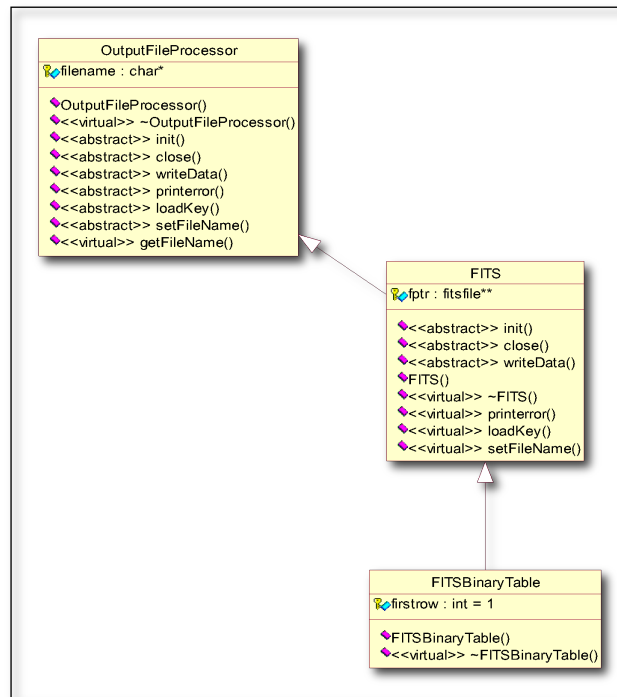 OutputFileProcessor
filename : char*
OutputFileProcessor()
<<virtual>> ~OutputFileProcessor()
<<abstract>> init()
<<abstract>> close()
<<abstract>> writeData()
<<abstract>> printerror()
<<abstract>> loadKey()
<<abstract>> setFileName()
<<virtual>> getFileName()
FITS
fptr : fitsfile**
<<abstract>> init()
<<abstract>> close()
<<abstract>> writeData()
FITS()
<<virtual>> ~FITS()
<<virtual>> printerror()
<<virtual>> loadKey()
<<virtual>> setFileName()
FITSBinaryTable
firstrow : int = 1
FITSBinaryTable()
<<virtual>> ~FITSBinaryTable()